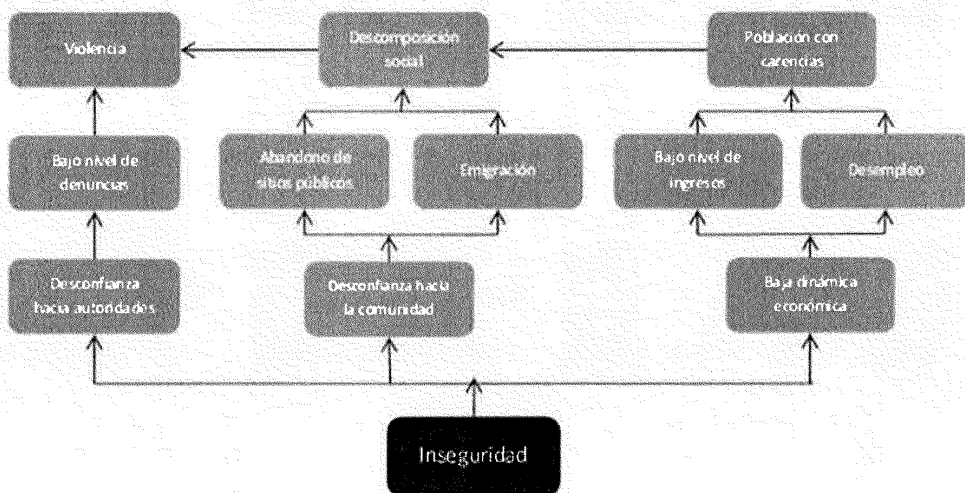 Violencia
Descomposición
social
Población con
carencias
Bajo nivel de
denuncias
Abandono de
sitios públicos
Emigración
Bajo nivel de
ingresos
Desempleo
Desconfianza
hacia autoridades
Desconfianza hacia
la comunidad
Baja dinámica
económica
Inseguridad